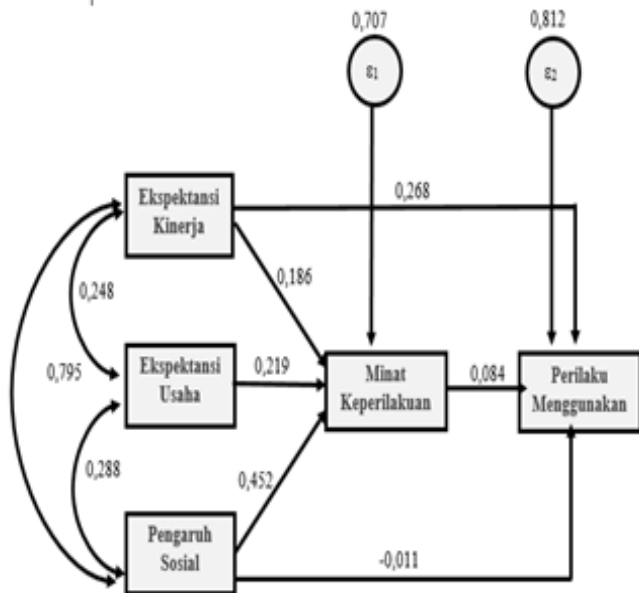 0,707
0,812
ε1
ε2
Ekspektansi
Kinerja
0,268
0,186
0,248
0,795
Ekspektansi
Usaha
0,219
Minat
Keperilakuan
0,084
Perilaku
Menggunakan
0,288
0,452
Pengaruh
Sosial
-0,011